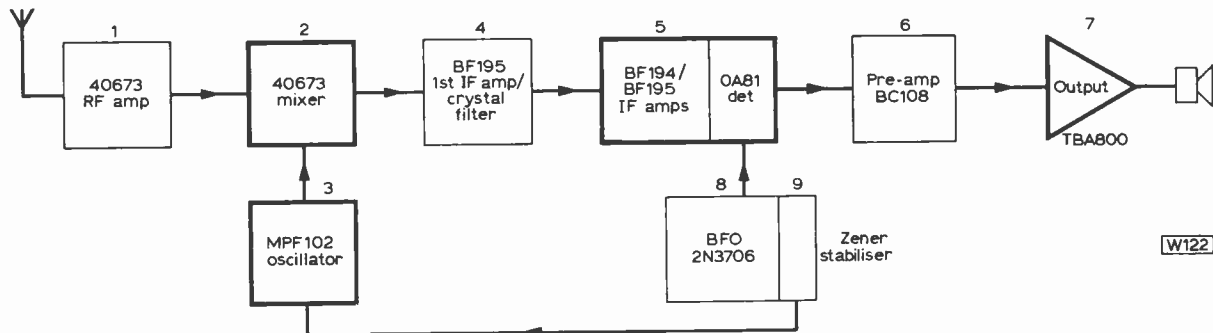 1
40673
RF amp
2
40673
mixer
3
MPF102
oscillator
4
BF195
1st IF amp/
crystal
filter
5
BF194/
BF195
IF amps
OA81
det
6
Pre-amp
BC108
7
Output
TBA800
8
BFO
2N3706
9
Zener
stabiliser
W122